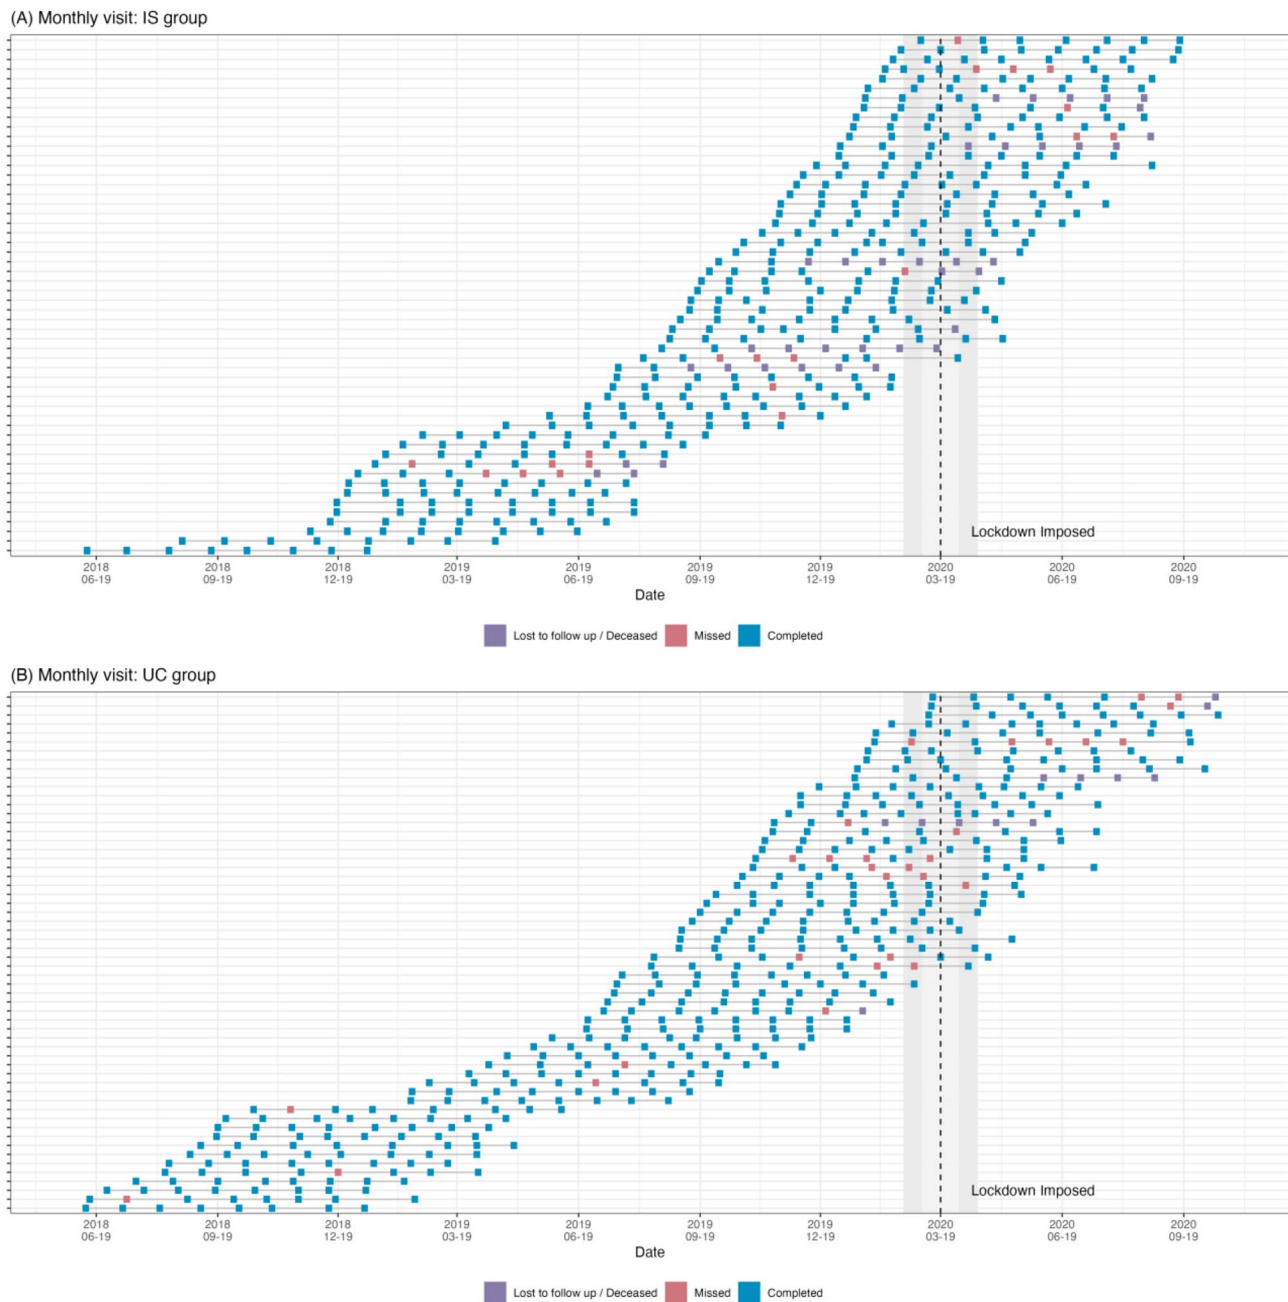 (A) Monthly visit: IS group
Lockdown Imposed
2018 2018 2018 2019 2019 2019 2019 2020 2020 2020
06-19 09-19 12-19 03-19 06-19 09-19 12-19 03-19 06-19 09-19
Date
Lost to follow up / Deceased Missed Completed
(B) Monthly visit: UC group
Lockdown Imposed
2018 2018 2018 2019 2019 2019 2019 2020 2020 2020
06-19 09-19 12-19 03-19 06-19 09-19 12-19 03-19 06-19 09-19
Date
Lost to follow up / Deceased Missed Completed